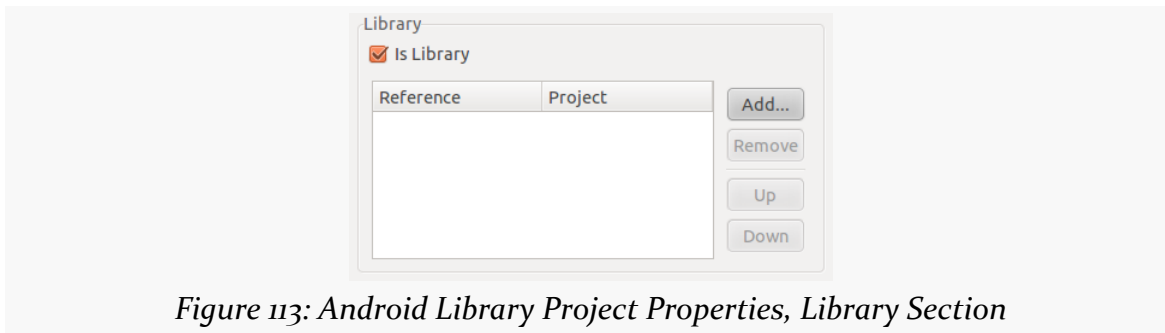 Library
Is Library
Reference Project
Add...
Remove
Up
Down
Figure 113: Android Library Project Properties, Library Section